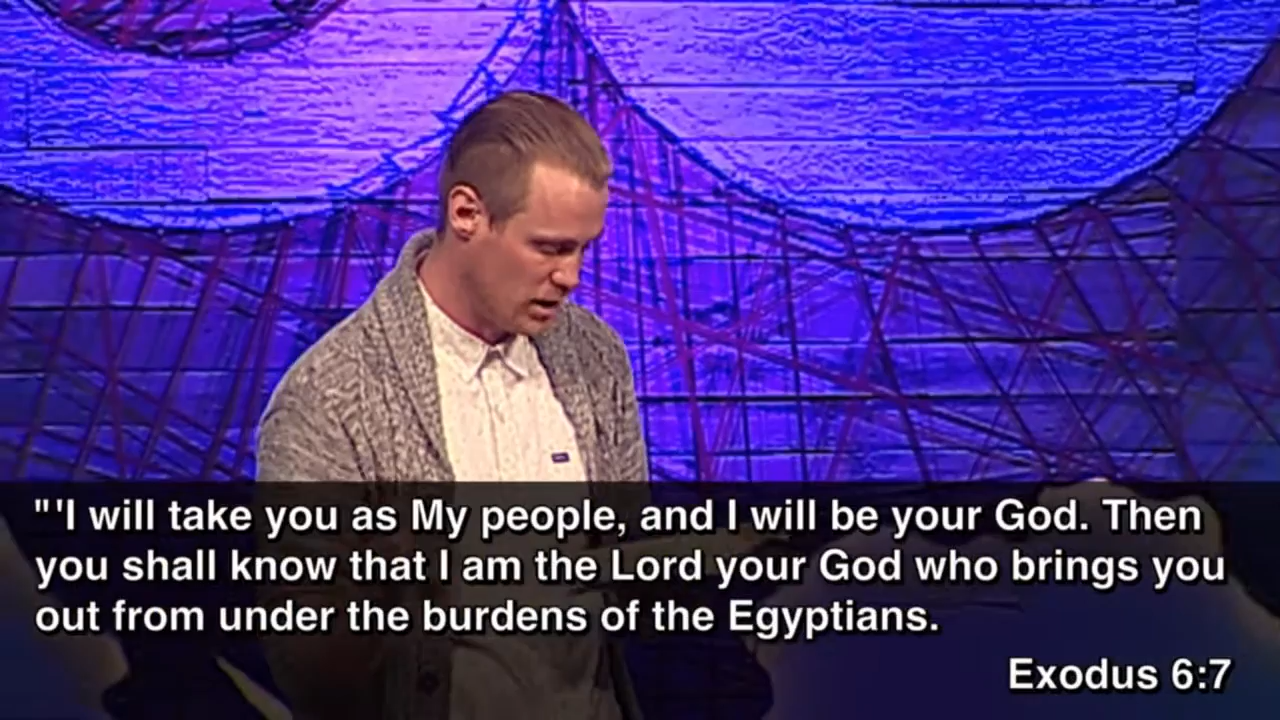 "'I will take you as My people, and I will be your God. Then
you shall know that I am the Lord your God who brings you
out from under the burdens of the Egyptians.
Exodus 6:7